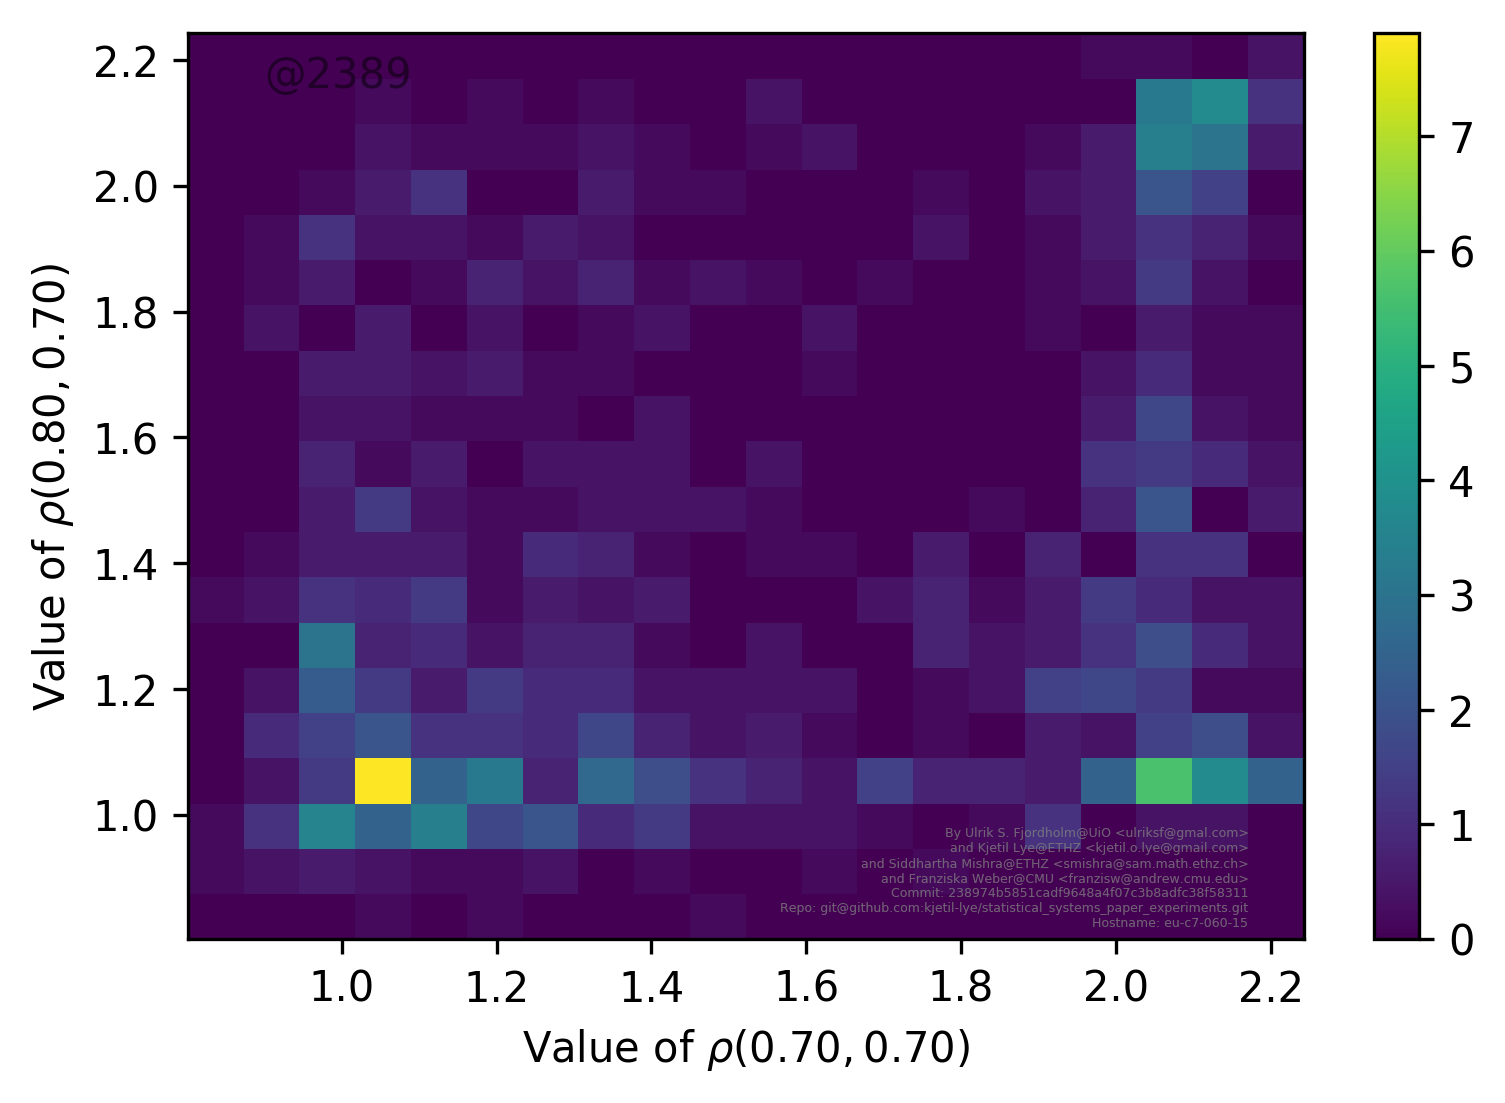 @2389
2.2
2.0
1.8
1.6
1.4
1.2
1.0
Value of ρ(0.80, 0.70)
1.0 1.2 1.4 1.6 1.8 2.0 2.2
Value of ρ(0.70, 0.70)
7
6
5
4
3
2
1
0
By Ulrik S. Fjordholm@UiO <ulriksf@gmal.com>
and Kjetil Lye@ETHZ <kjetil.o.lye@gmail.com>
and Siddhartha Mishra@ETHZ <smishra@sam.math.ethz.ch>
and Franziska Weber@CMU <franzisw@andrew.cmu.edu>
Commit: 238974b5851cadf9648a4f07c3b8adfc38f58311
Repo: git@github.com:kjetil-lye/statistical_systems_paper_experiments.git
Hostname: eu-c7-060-15